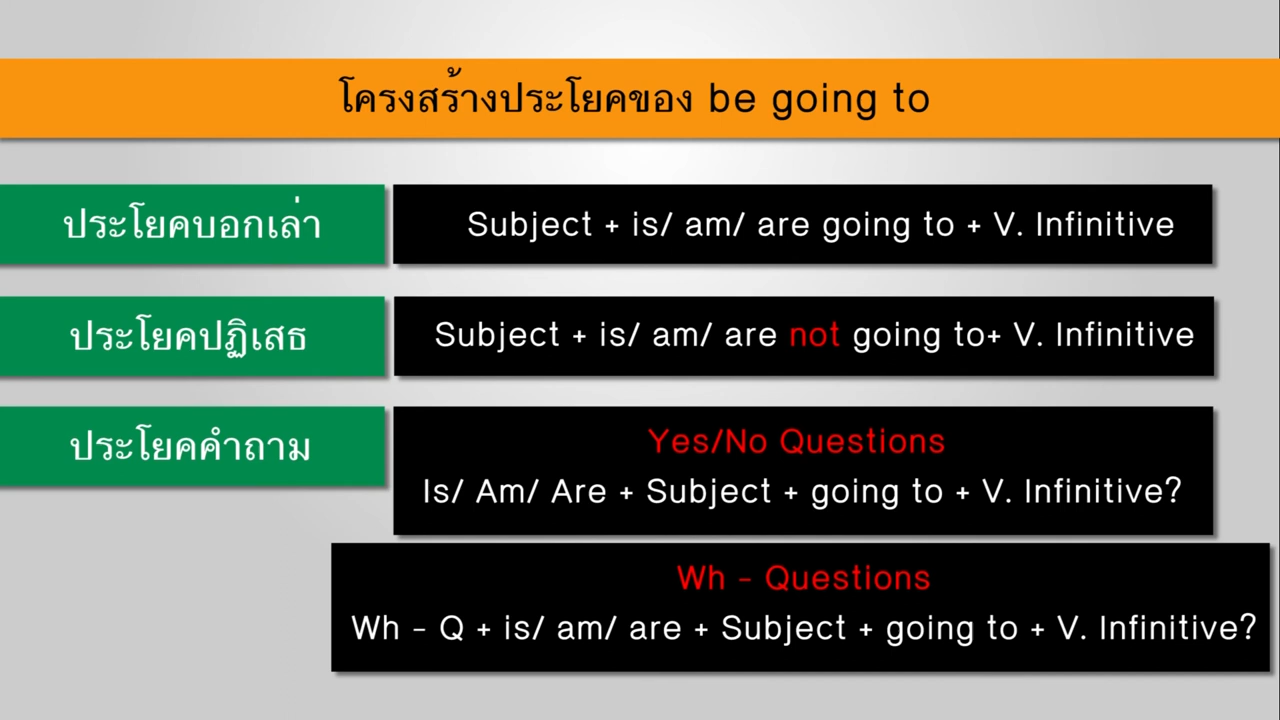 โครงสร้างประโยคของ be going to
ประโยคบอกเล่า
Subject + is/ am/ are going to + V. Infinitive
ประโยคปฏิเสธ
Subject + is/ am/ are not going to+ V. Infinitive
ประโยคคำถาม
Yes/No Questions
Is/ Am/ Are + Subject + going to + V. Infinitive?
Wh - Questions
Wh - Q + is/ am/ are + Subject + going to + V. Infinitive?